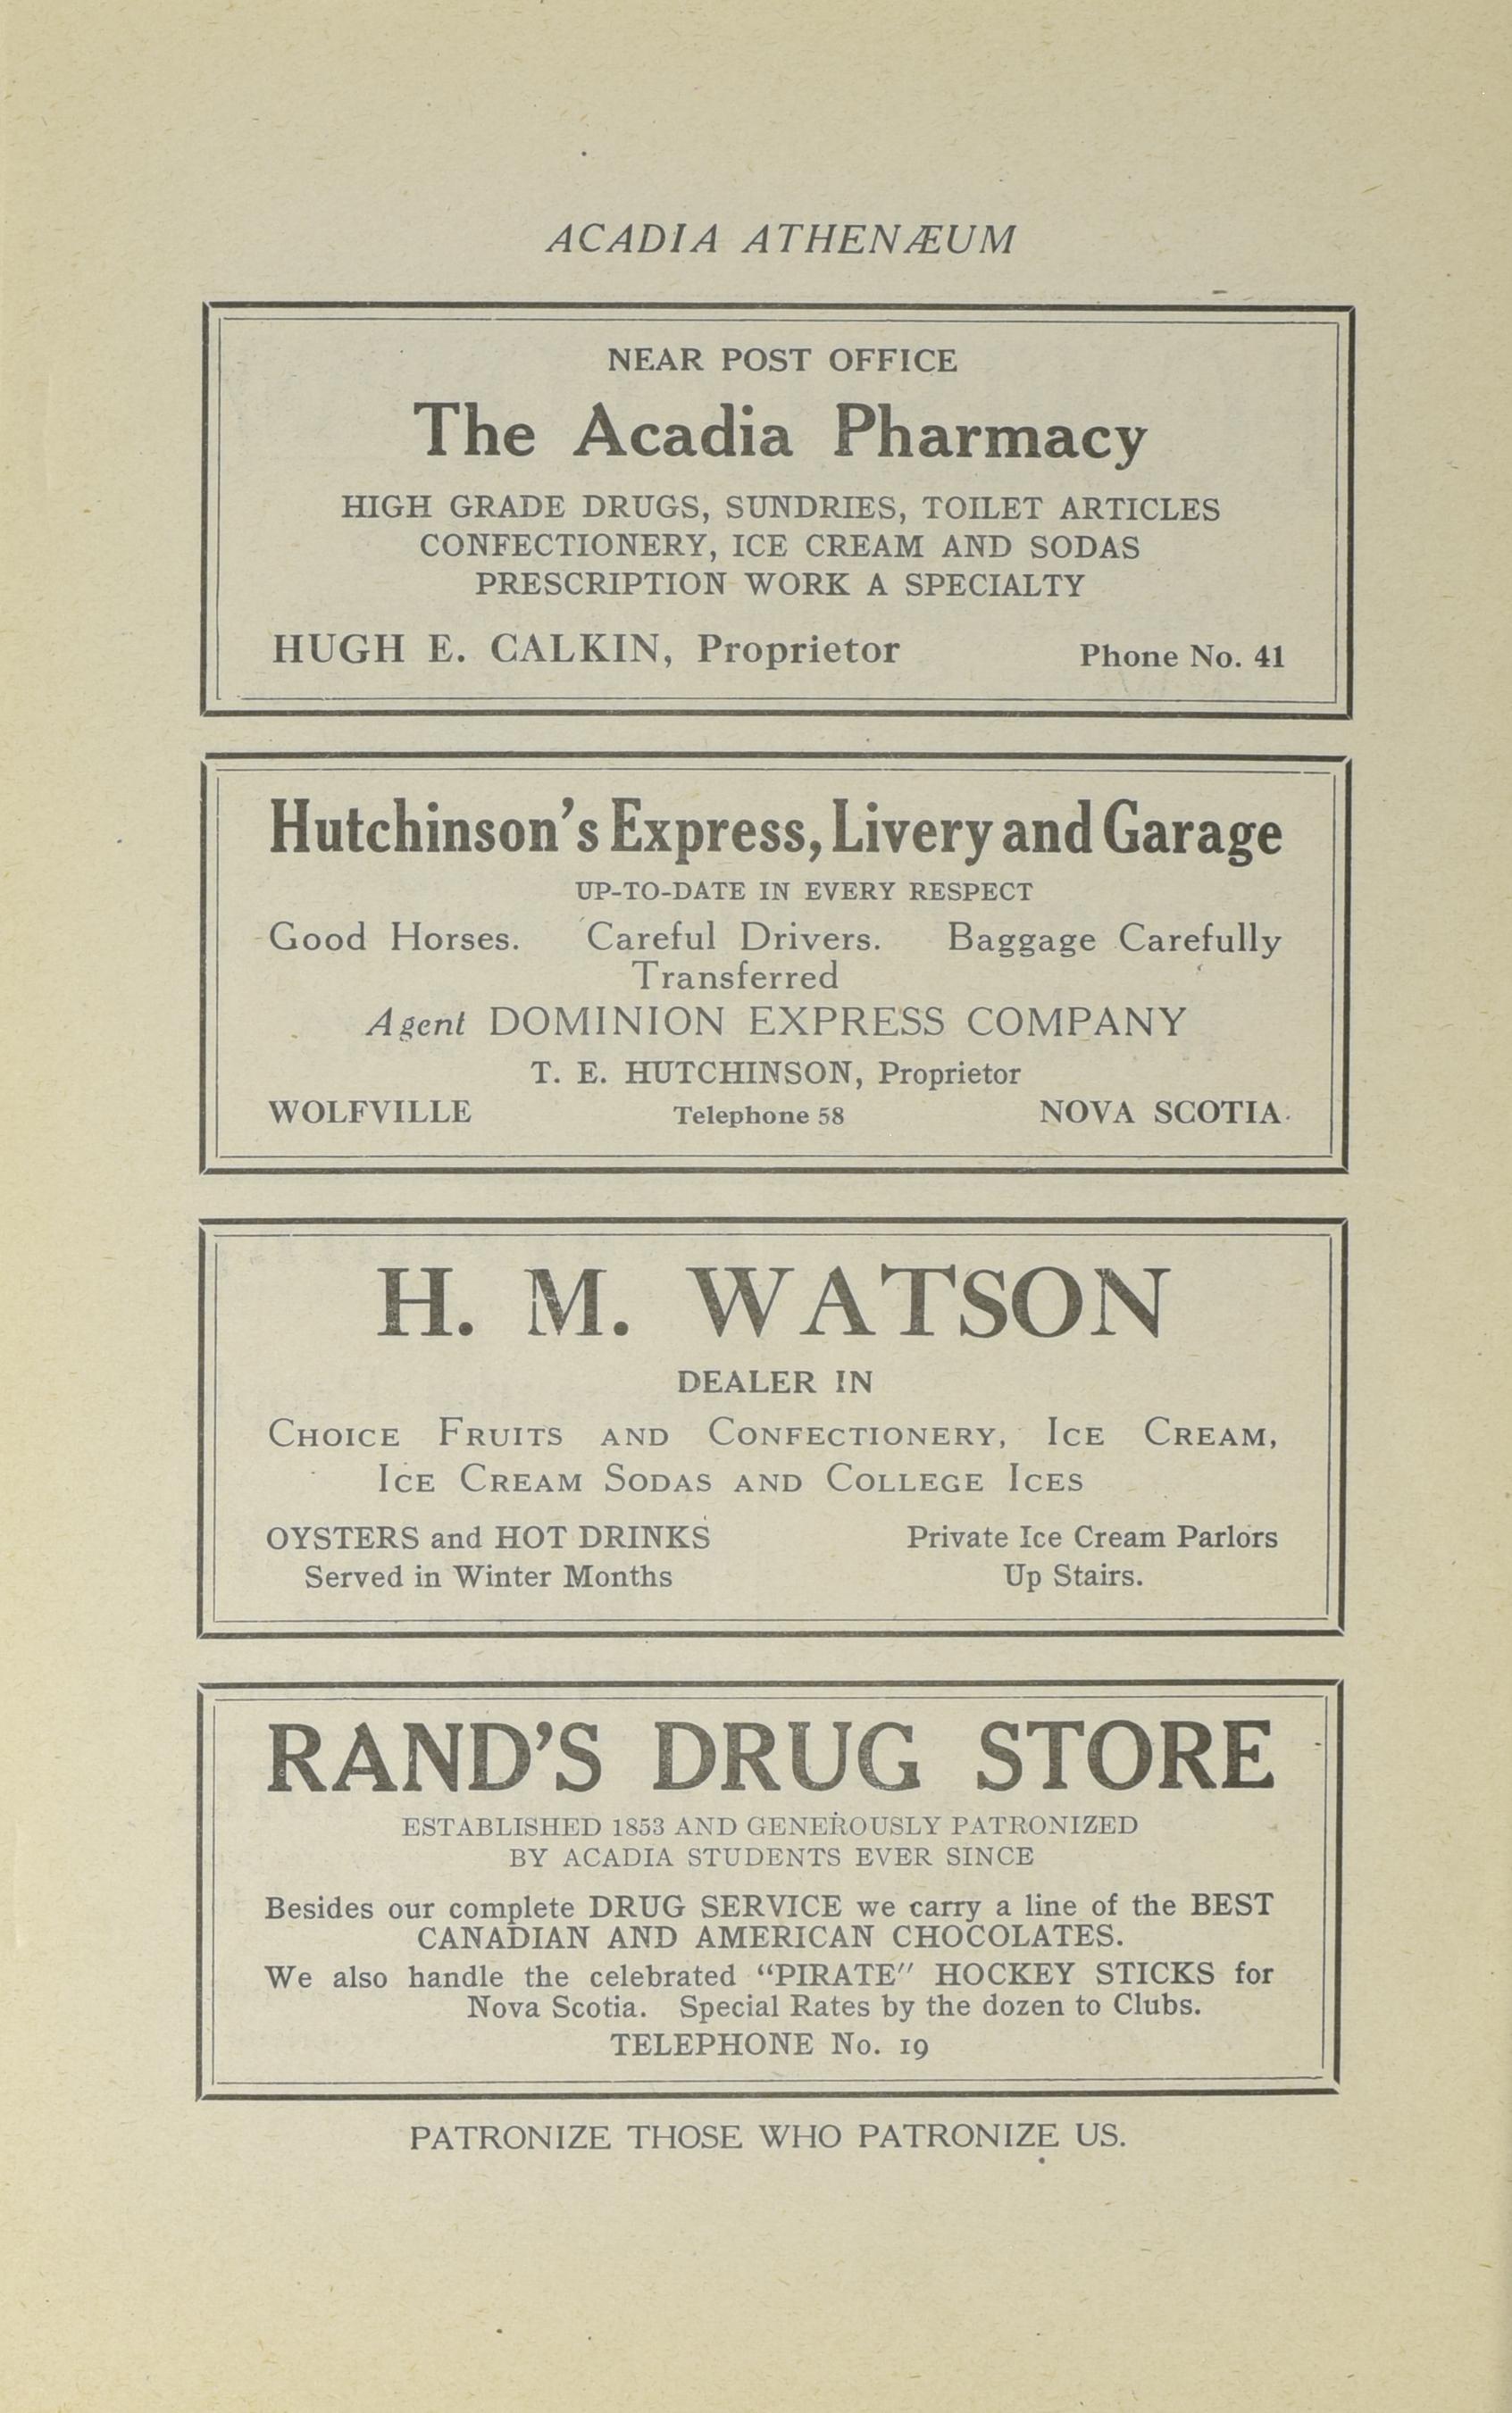 ACADIA ATHENÆUM
NEAR POST OFFICE
The Acadia Pharmacy
HIGH GRADE DRUGS, SUNDRIES, TOILET ARTICLES
CONFECTIONERY, ICE CREAM AND SODAS
PRESCRIPTION WORK A SPECIALTY
HUGH E. CALKIN, Proprietor Phone No. 41
Hutchinson's Express, Livery and Garage
UP-TO-DATE IN EVERY RESPECT
Good Horses. Careful Drivers. Baggage Carefully
Transferred
Agent DOMINION EXPRESS COMPANY
T. E. HUTCHINSON, Proprietor
WOLFVILLE Telephone 58 NOVA SCOTIA.
H. M. WATSON
DEALER IN
CHOICE FRUITS AND CONFECTIONERY, ICE CREAM,
ICE CREAM SODAS AND COLLEGE ICES
OYSTERS and HOT DRINKS Private Ice Cream Parlors
Served in Winter Months Up Stairs.
RAND'S DRUG STORE
ESTABLISHED 1853 AND GENEROUSLY PATRONIZED
BY ACADIA STUDENTS EVER SINCE
Besides our complete DRUG SERVICE we carry a line of the BEST
CANADIAN AND AMERICAN CHOCOLATES.
We also handle the celebrated "PIRATE" HOCKEY STICKS for
Nova Scotia. Special Rates by the dozen to Clubs.
TELEPHONE No. 19
PATRONIZE THOSE WHO PATRONIZE US.